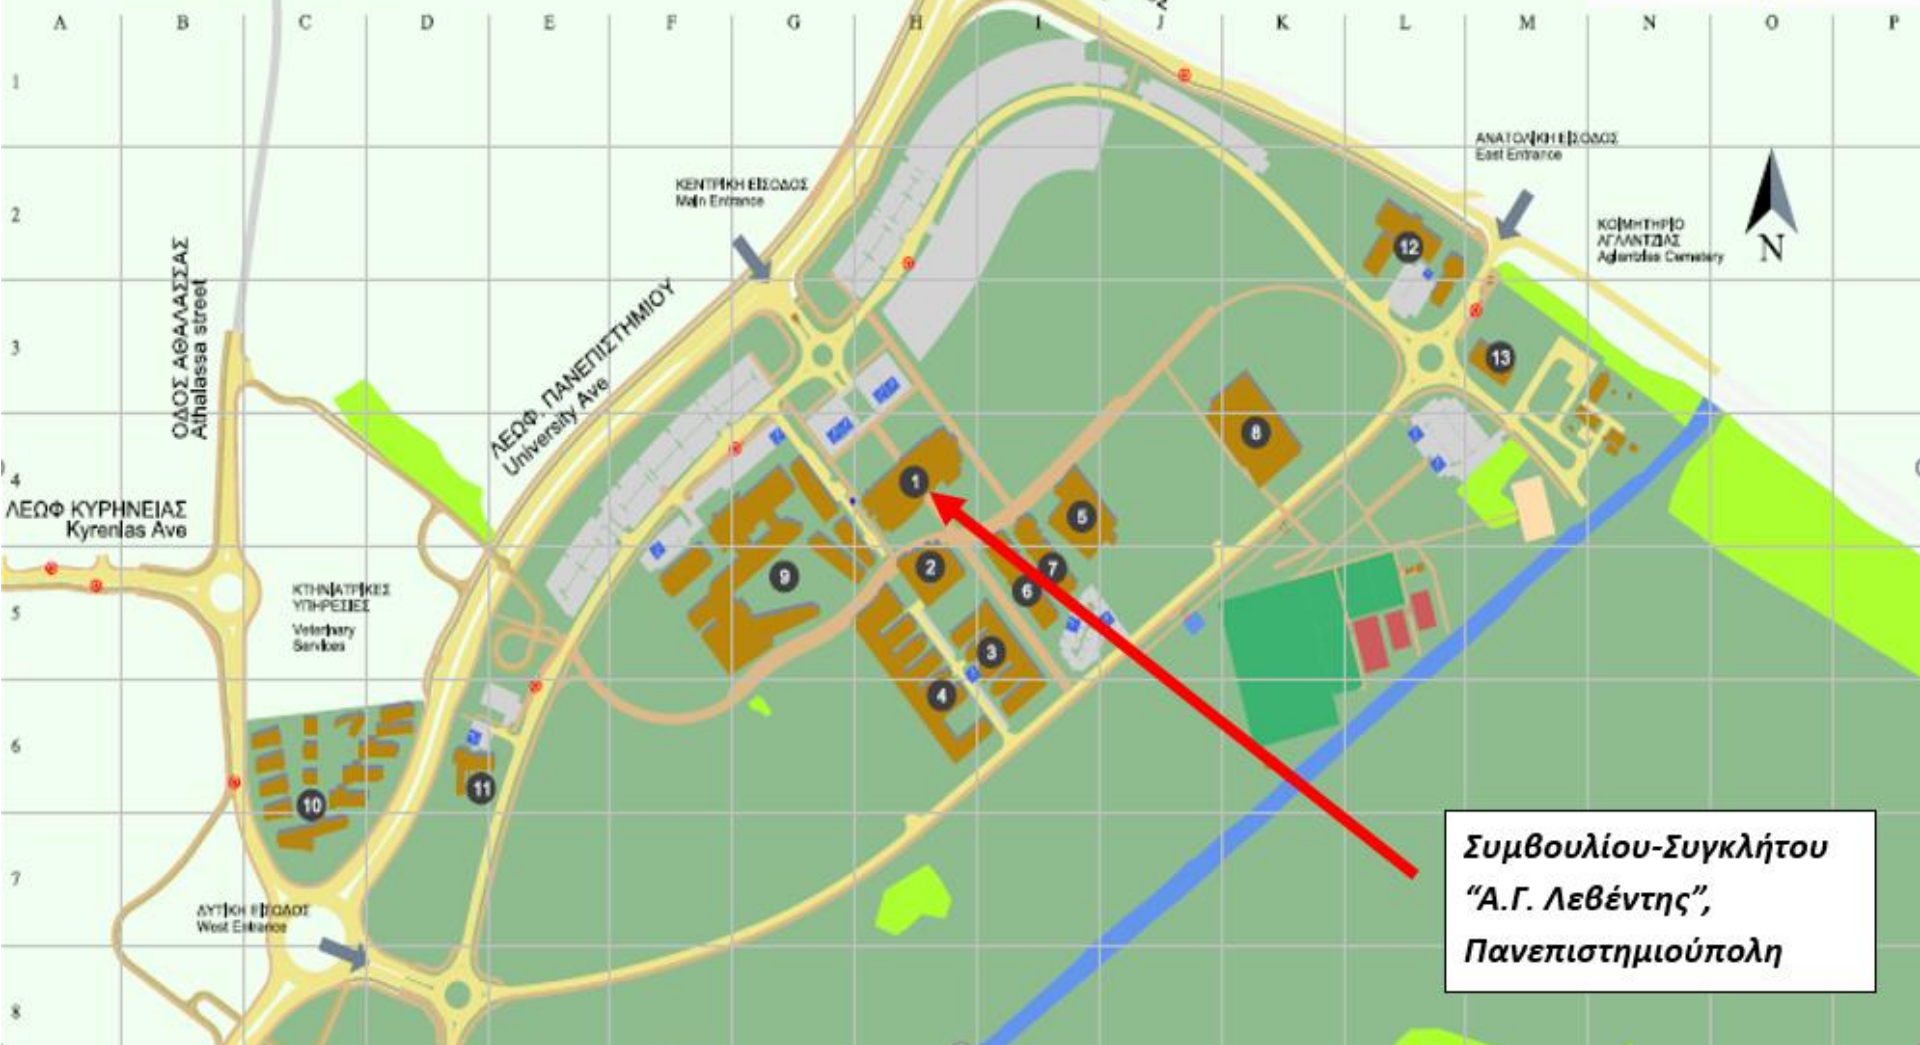 A B C D E F G H I J K L M N O P
1
2
3
4
5
6
7
8
ΑΝΑΤΟΛΙΚΗ ΕΙΣΟΔΟΣ
East Entrance
ΚΕΝΤΡΙΚΗ ΕΙΣΟΔΟΣ
Main Entrance
ΚΟΙΜΗΤΗΡΙΟ
ΑΓΛΑΝΤΖΙΑΣ
Aglantzias Cemetery
N
ΟΔΟΣ ΑΘΑΛΑΣΣΑΣ
Athalassa street
ΛΕΩΦ. ΠΑΝΕΠΙΣΤΗΜΙΟΥ
University Ave
ΛΕΩΦ ΚΥΡΗΝΕΙΑΣ
Kyrenias Ave
ΚΤΗΝΙΑΤΡΙΚΕΣ
ΥΠΗΡΕΣΙΕΣ
Veterinary
Services
ΔΥΤΙΚΗ ΕΙΣΟΔΟΣ
West Entrance
12
13
8
1
5
2
7
9
6
3
4
11
10
Συμβουλίου-Συγκλήτου
“Α.Γ. Λεβέντης”,
Πανεπιστημιούπολη